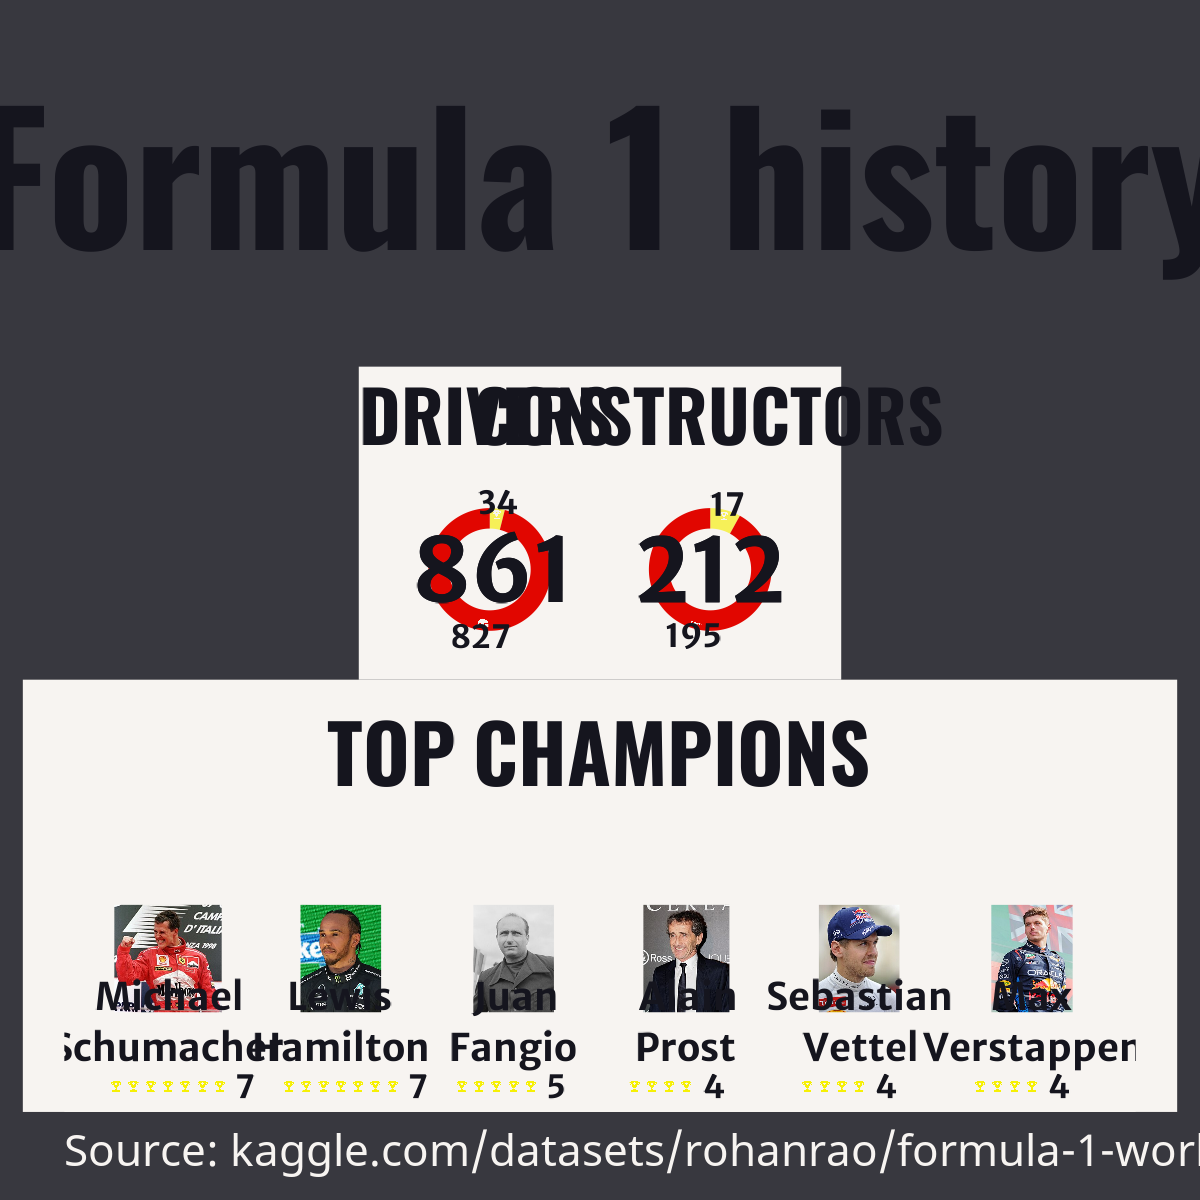 Formula 1 history
DRIVERS CONSTRUCTORS
34 17
861 212
827 195
TOP CHAMPIONS
Michael Lewis Juan Alain Sebastian Max
Schumacher Hamilton Fangio Prost Vettel Verstappen
7 7 5 4 4 4
Source: kaggle.com/datasets/rohanrao/formula-1-worl